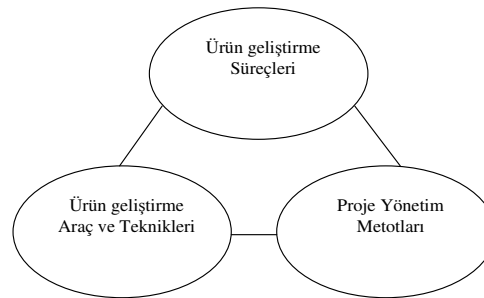 Ürün geliştirme
Süreçleri
Ürün geliştirme
Araç ve Teknikleri
Proje Yönetim
Metotları